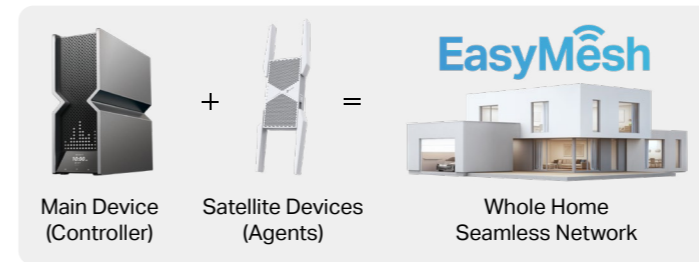 EasyMesh
+
=
Main Device
(Controller)
Satellite Devices
(Agents)
Whole Home
Seamless Network